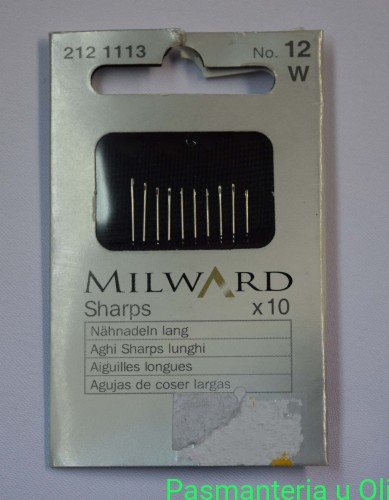 212 1113 No. 12
W
MILWARD
Sharps x10
Nähnadeln lang
Aghi Sharps lunghi
Aiguilles longues
Agujas de coser largas
Pasmanteria u Oli